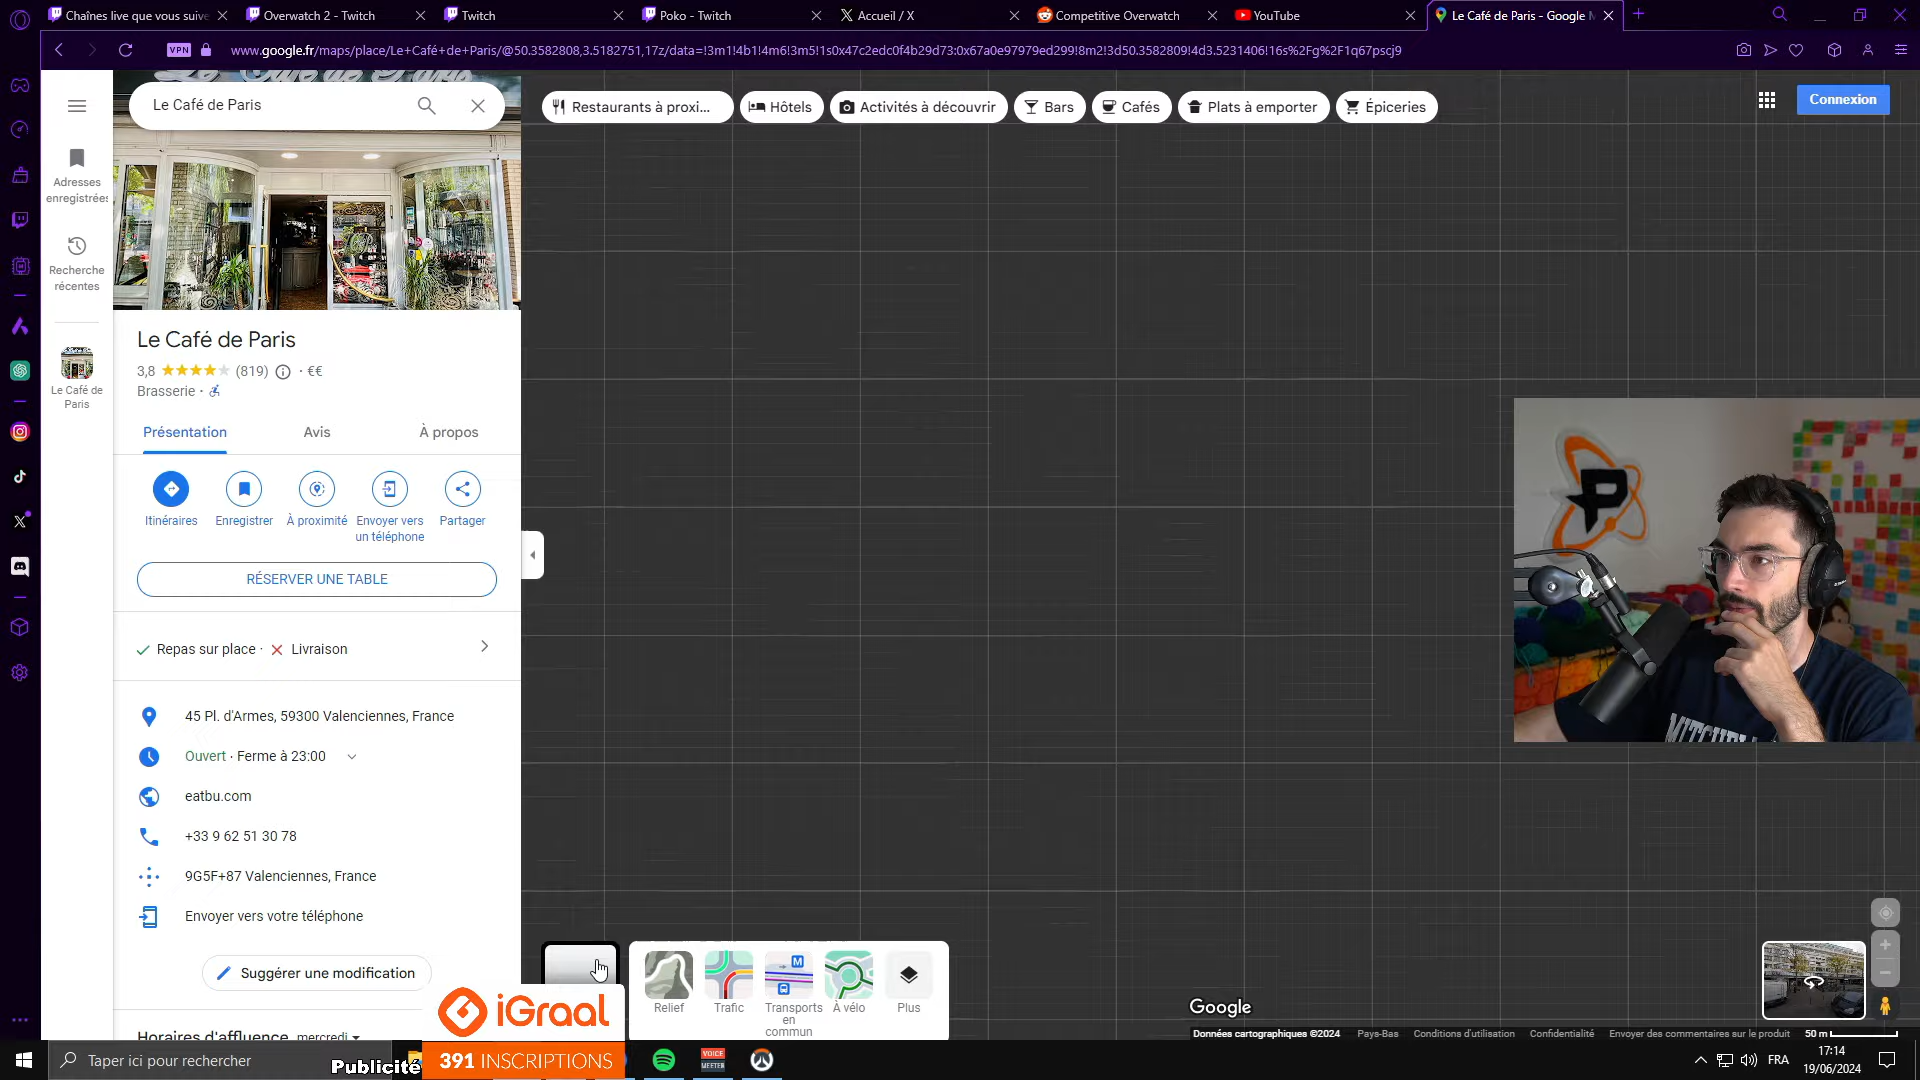 Chaînes live que vous suive
Overwatch 2 - Twitch
Twitch
Poko - Twitch
Accueil / X
Competitive Overwatch
YouTube
Le Café de Paris - Google M
VPN
www.google.fr/maps/place/Le+Café+de+Paris/@50.3582808,3.5182751,17z/data=!3m1!4b1!4m6!3m5!1s0x47c2edc0f4b29d73:0x67a0e97979ed299!8m2!3d50.3582809!4d3.5231406!16s%2Fg%2F1q67pscj9
Le Café de Paris
Restaurants à proxi...
Hôtels
Activités à découvrir
Bars
Cafés
Plats à emporter
Épiceries
Connexion
Adresses
enregistrées
Recherche
récentes
Le Café de
Paris
Le Café de Paris
3,8 (819) · €€
Brasserie ·
Présentation
Avis
À propos
Itinéraires
Enregistrer
À proximité
Envoyer vers
un téléphone
Partager
RÉSERVER UNE TABLE
Repas sur place · Livraison
45 Pl. d'Armes, 59300 Valenciennes, France
Ouvert · Ferme à 23:00
eatbu.com
+33 9 62 51 30 78
9G5F+87 Valenciennes, France
Envoyer vers votre téléphone
Suggérer une modification
Horaires d'affluence mercredi
Relief
Trafic
Transports
en
commun
À vélo
Plus
M
P
MITCHELL
Google
Données cartographiques ©2024
Pays-Bas
Conditions d'utilisation
Confidentialité
Envoyer des commentaires sur le produit
50 m
iGraal
391 INSCRIPTIONS
Publicité
Taper ici pour rechercher
VOICE
MEETER
FRA
17:14
19/06/2024